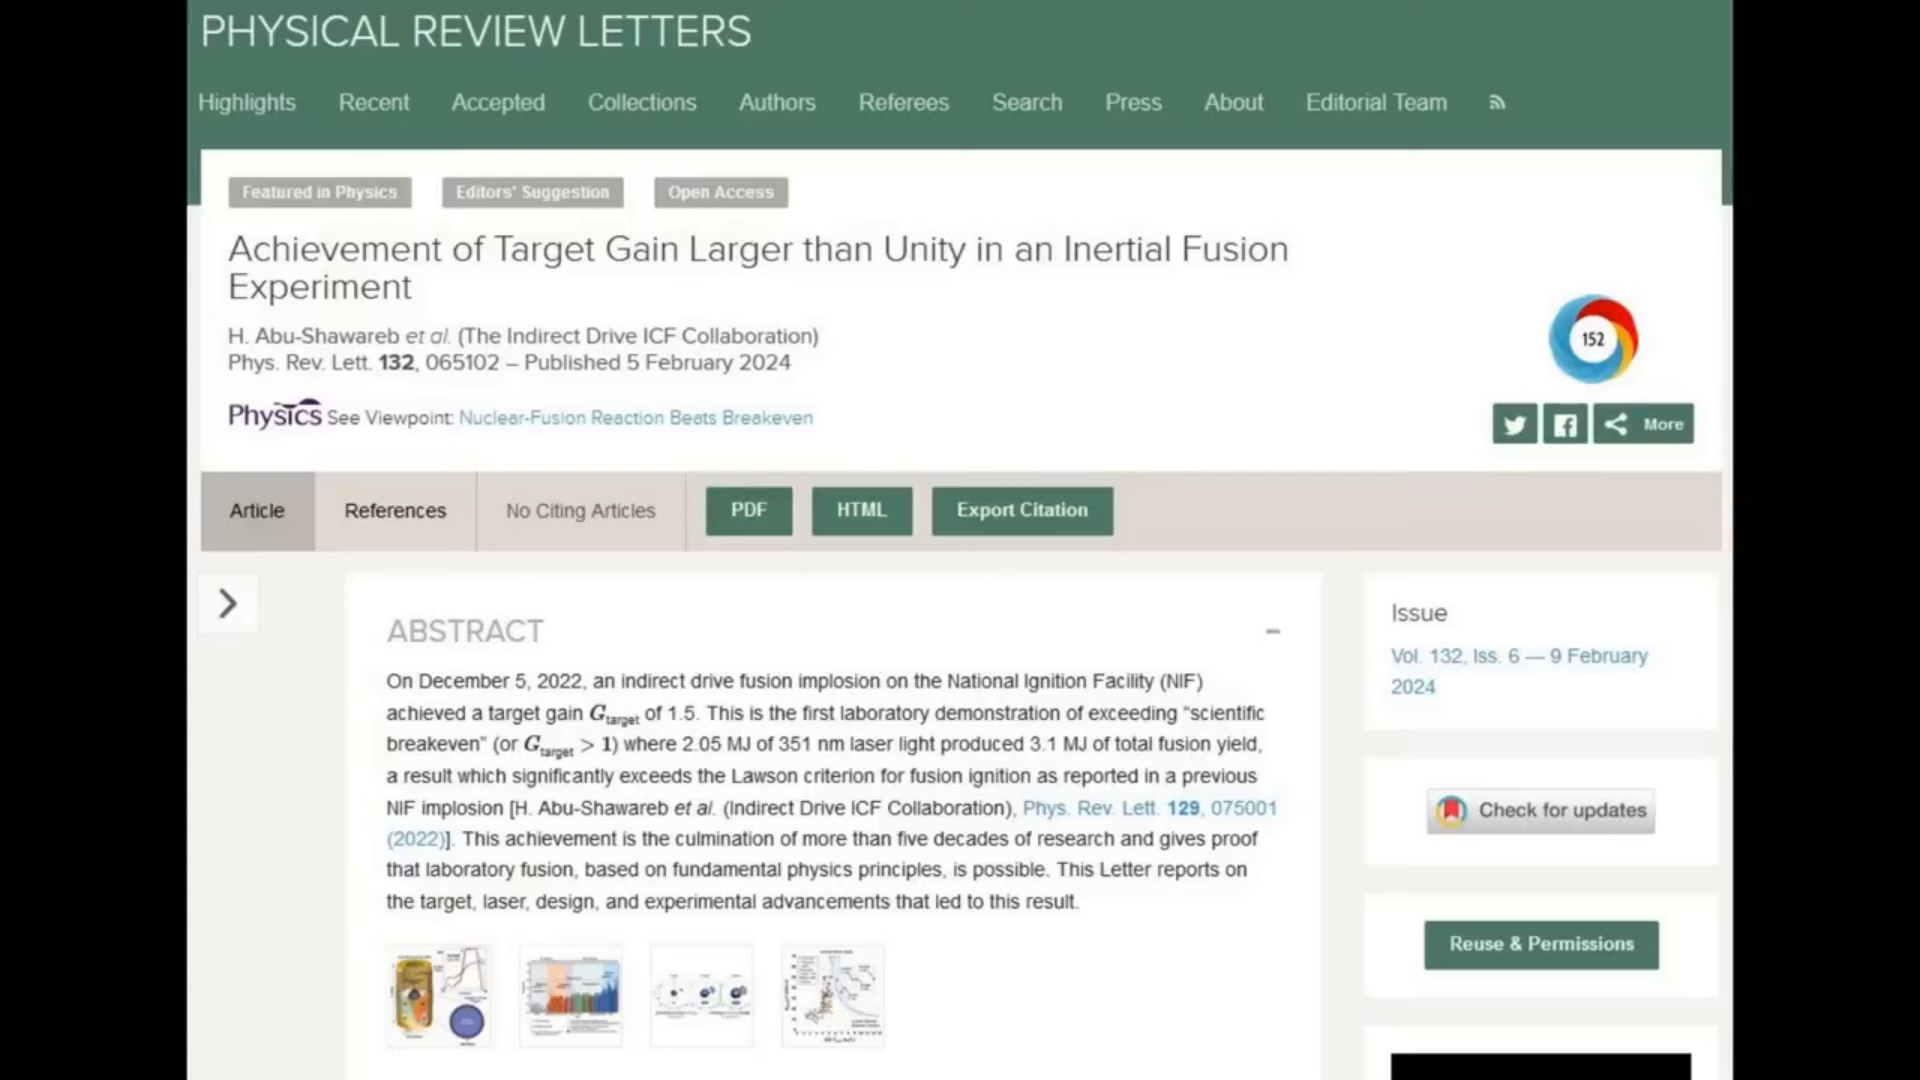 PHYSICAL REVIEW LETTERS
Highlights Recent Accepted Collections Authors Referees Search Press About Editorial Team
Featured in Physics Editors' Suggestion Open Access
Achievement of Target Gain Larger than Unity in an Inertial Fusion
Experiment
H. Abu-Shawareb et al. (The Indirect Drive ICF Collaboration)
Phys. Rev. Lett. 132, 065102 – Published 5 February 2024
152
Physics See Viewpoint: Nuclear-Fusion Reaction Beats Breakeven
More
Article References No Citing Articles PDF HTML Export Citation
ABSTRACT
On December 5, 2022, an indirect drive fusion implosion on the National Ignition Facility (NIF)
achieved a target gain Gtarget of 1.5. This is the first laboratory demonstration of exceeding “scientific
breakeven” (or Gtarget > 1) where 2.05 MJ of 351 nm laser light produced 3.1 MJ of total fusion yield,
a result which significantly exceeds the Lawson criterion for fusion ignition as reported in a previous
NIF implosion [H. Abu-Shawareb et al. (Indirect Drive ICF Collaboration), Phys. Rev. Lett. 129, 075001
(2022)]. This achievement is the culmination of more than five decades of research and gives proof
that laboratory fusion, based on fundamental physics principles, is possible. This Letter reports on
the target, laser, design, and experimental advancements that led to this result.
Issue
Vol. 132, Iss. 6 — 9 February
2024
Check for updates
Reuse & Permissions